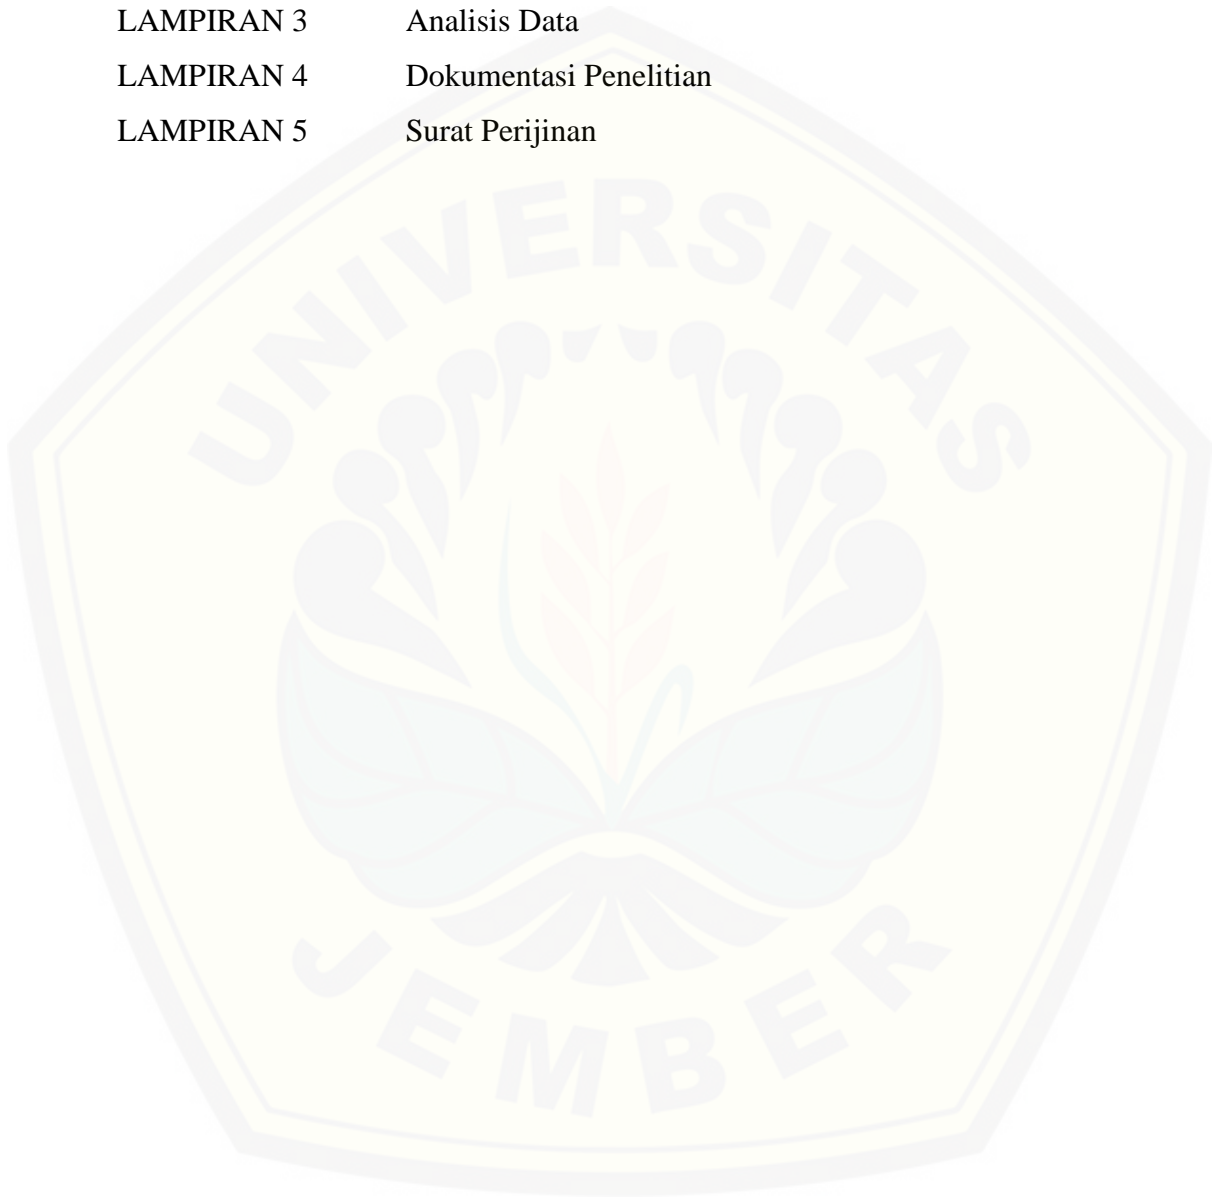 LAMPIRAN 3 Analisis Data
LAMPIRAN 4 Dokumentasi Penelitian
LAMPIRAN 5 Surat Perijinan
UNIVERSITAS
JEMBER